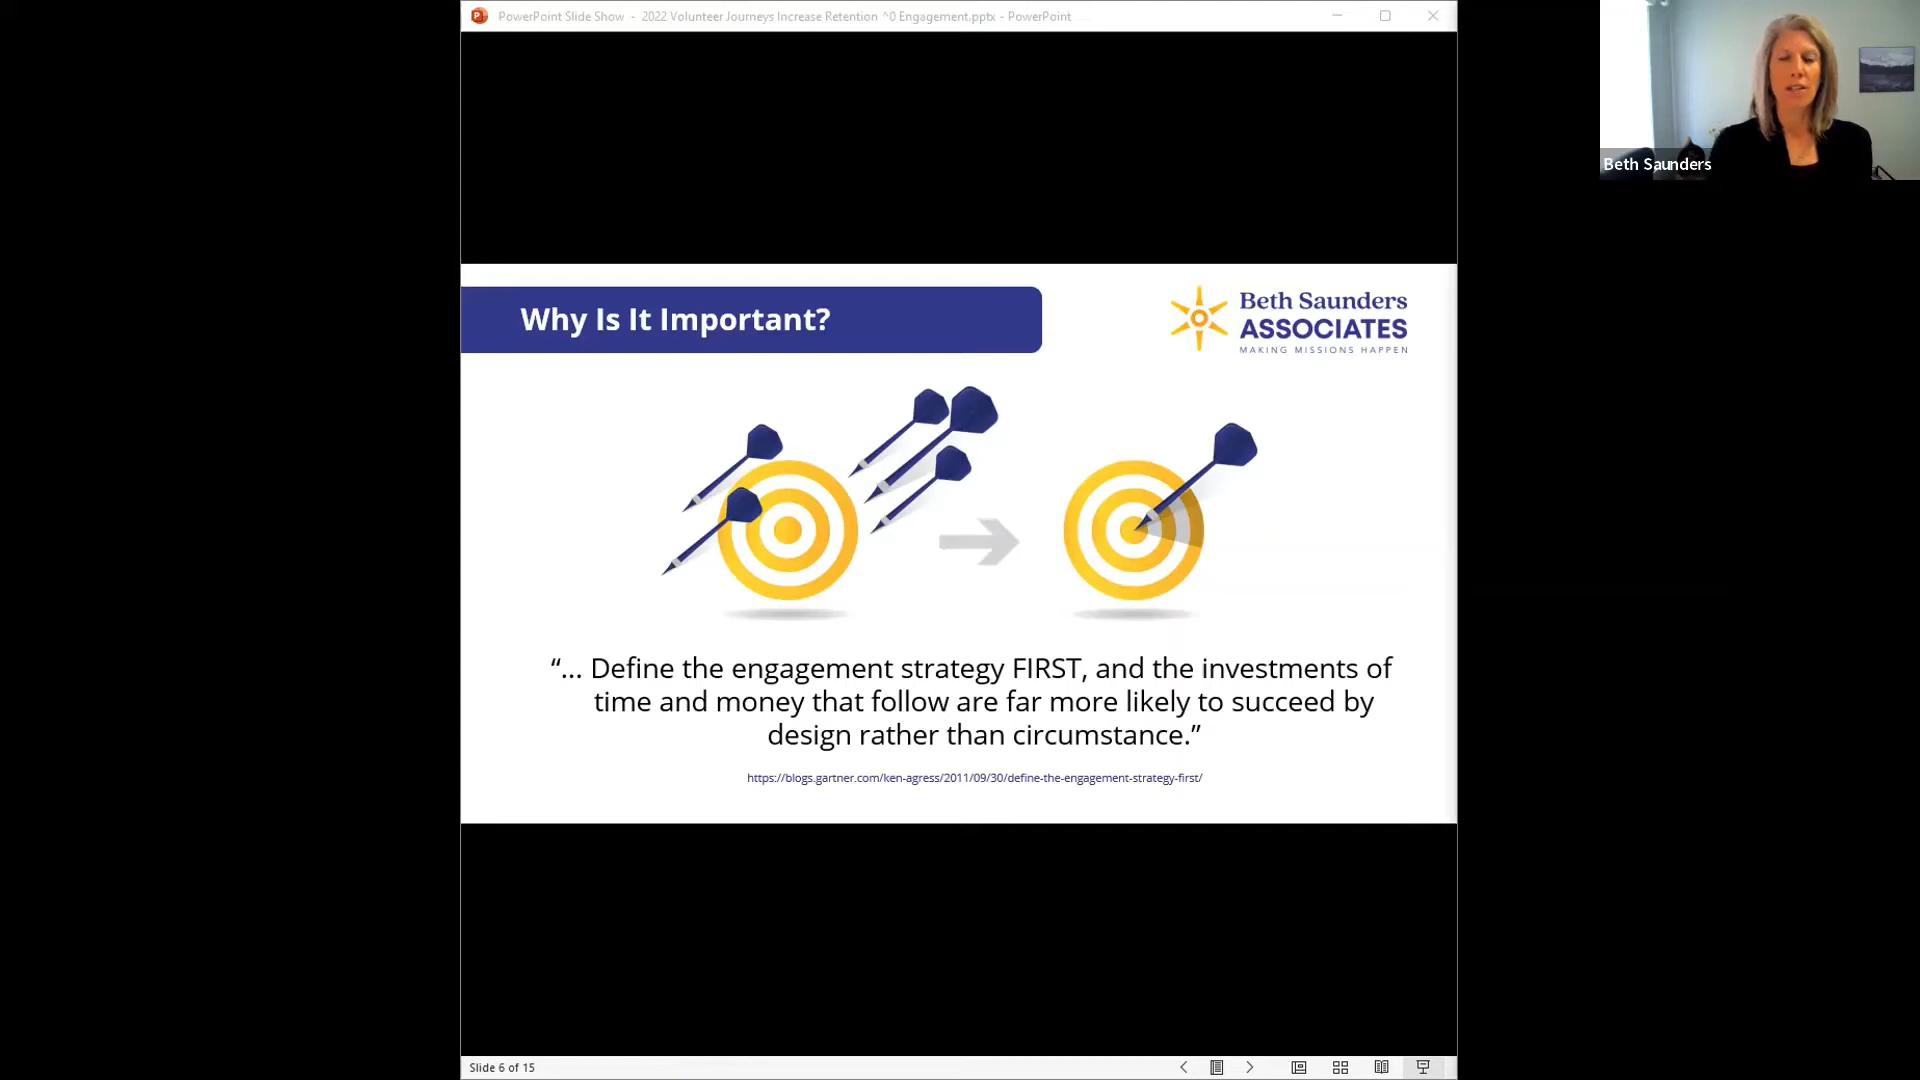 PowerPoint Slide Show - 2022 Volunteer Journeys Increase Retention ^0 Engagement.pptx - PowerPoint
Beth Saunders
Why Is It Important?
Beth Saunders
ASSOCIATES
MAKING MISSIONS HAPPEN
“... Define the engagement strategy FIRST, and the investments of
time and money that follow are far more likely to succeed by
design rather than circumstance.”
https://blogs.gartner.com/ken-agress/2011/09/30/define-the-engagement-strategy-first/
Slide 6 of 15